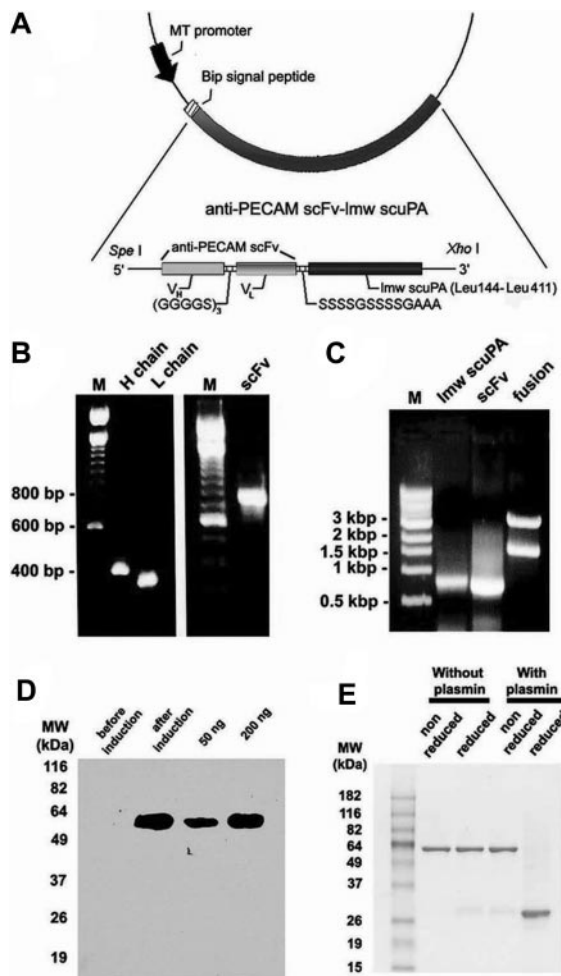 A
MT promoter
Bip signal peptide
anti-PECAM scFv-lmw scuPA
Spe I
anti-PECAM scFv
Xho I
5'
3'
VH
VL
lmw scuPA (Leu144-Leu411)
(GGGGS)3
SSSSGSSSSGAAA
B
M
H chain
L chain
M
scFv
800 bp -
600 bp -
400 bp -
C
M
lmw scuPA
scFv
fusion
3 kbp -
2 kbp -
1.5 kbp -
1 kbp -
0.5 kbp -
D
MW
(kDa)
before
induction
after
induction
50 ng
200 ng
116
82
64
49
37
26
19
E
Without
plasmin
With
plasmin
MW
(kDa)
non
reduced
reduced
non
reduced
reduced
182
116
82
64
49
37
26
19
15